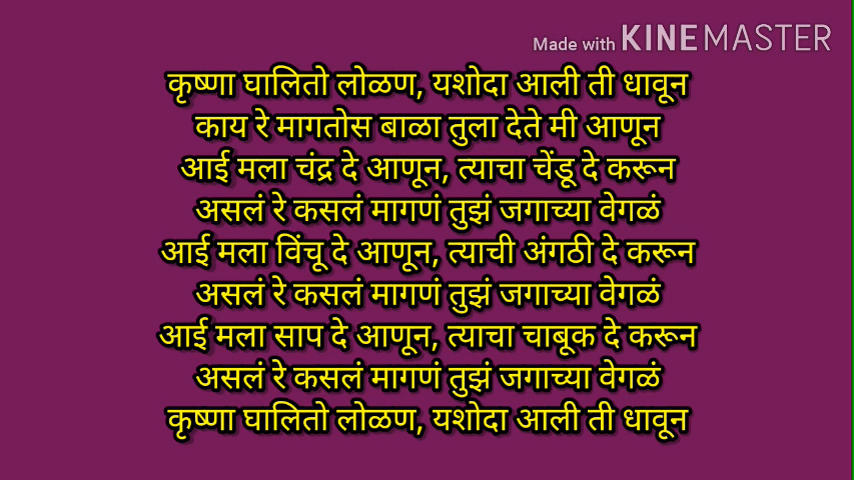 Made with KINEMASTER
कृष्णा घालितो लोळण, यशोदा आली ती धावून
काय रे मागतोस बाळा तुला देते मी आणून
आई मला चंद्र दे आणून, त्याचा चेंडू दे करून
असलं रे कसलं मागणं तुझं जगाच्या वेगळं
आई मला विंचू दे आणून, त्याची अंगठी दे करून
असलं रे कसलं मागणं तुझं जगाच्या वेगळं
आई मला साप दे आणून, त्याचा चाबूक दे करून
असलं रे कसलं मागणं तुझं जगाच्या वेगळं
कृष्णा घालितो लोळण, यशोदा आली ती धावून